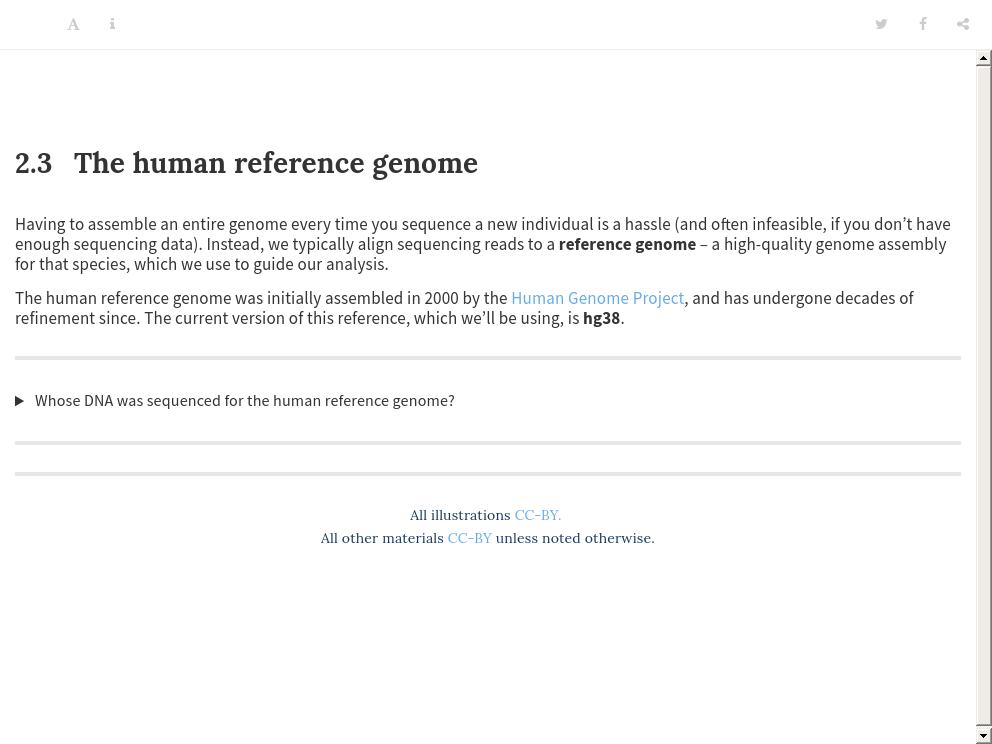 2.3 The human reference genome
Having to assemble an entire genome every time you sequence a new individual is a hassle (and often infeasible, if you don’t have
enough sequencing data). Instead, we typically align sequencing reads to a reference genome – a high-quality genome assembly
for that species, which we use to guide our analysis.
The human reference genome was initially assembled in 2000 by the Human Genome Project, and has undergone decades of
refinement since. The current version of this reference, which we’ll be using, is hg38.
Whose DNA was sequenced for the human reference genome?
All illustrations CC-BY.
All other materials CC-BY unless noted otherwise.